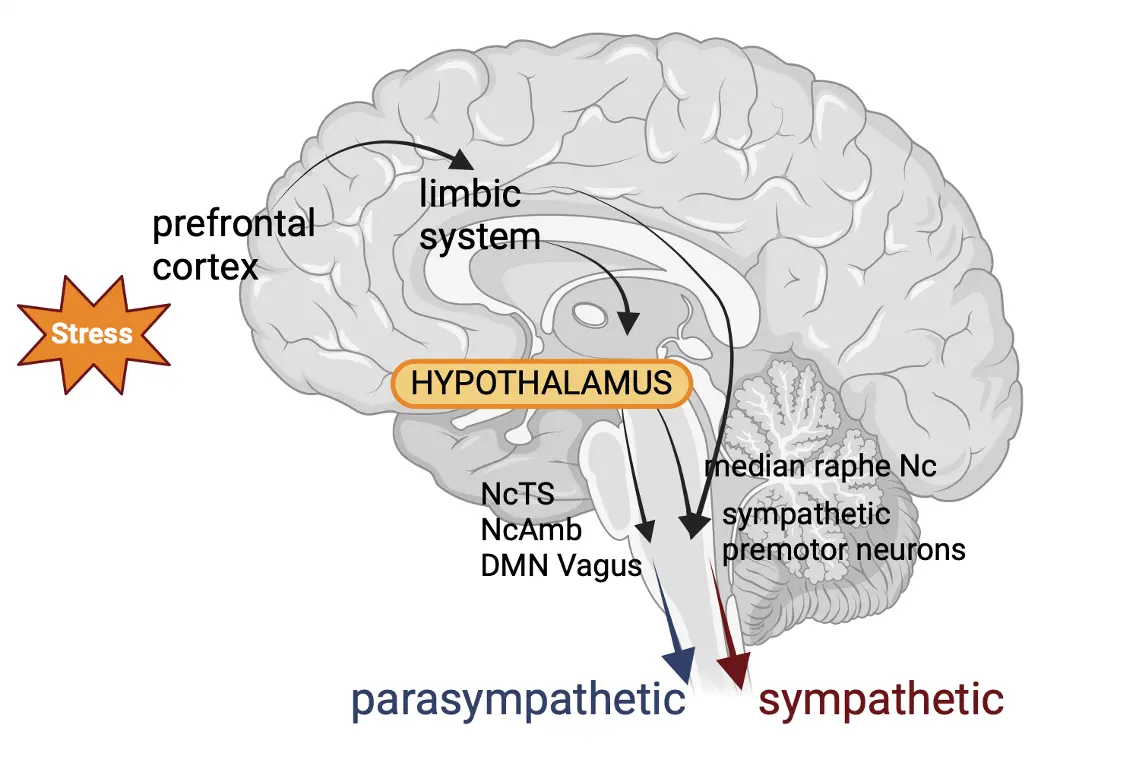 limbic
system
prefrontal
cortex
Stress
HYPOTHALAMUS
median raphe Nc
NcTS
NcAmb
DMN Vagus
sympathetic
premotor neurons
parasympathetic
sympathetic